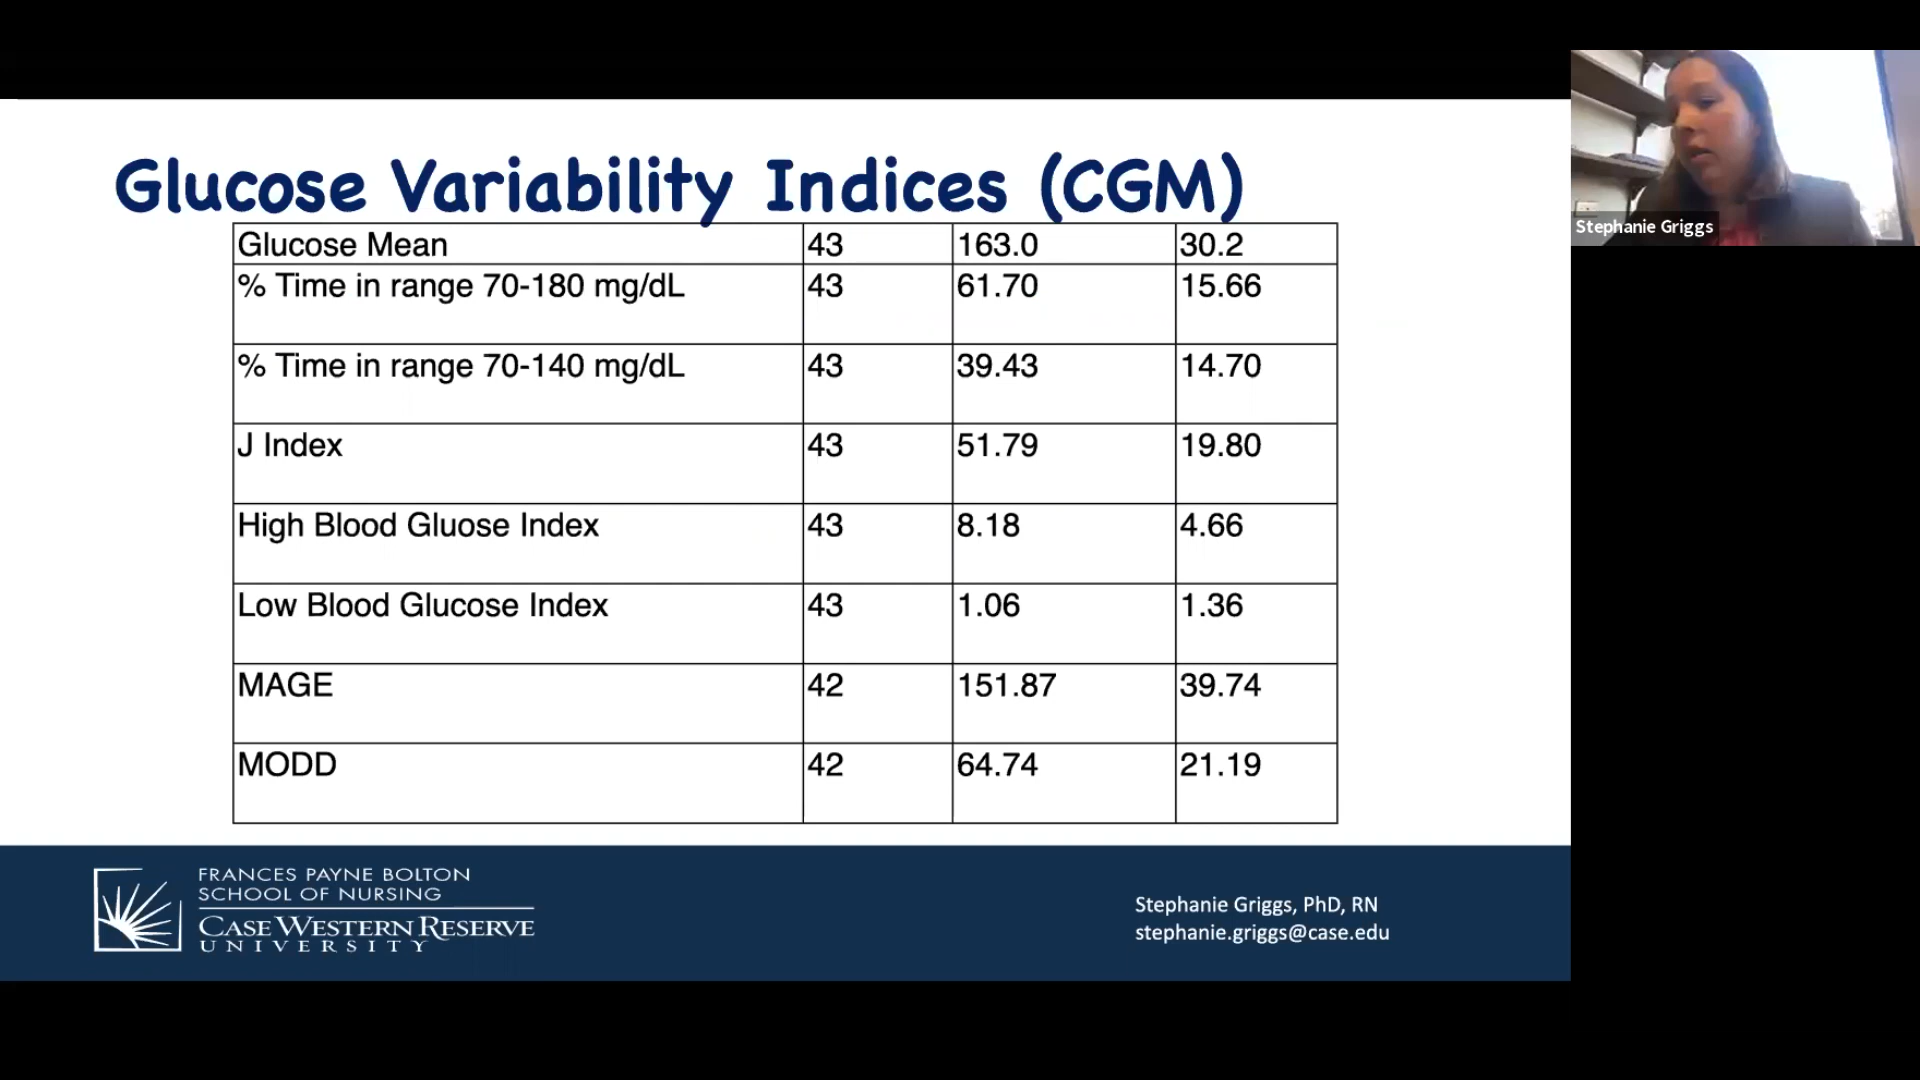 Glucose Variability Indices (CGM)
Glucose Mean 43 163.0 30.2
% Time in range 70-180 mg/dL 43 61.70 15.66
% Time in range 70-140 mg/dL 43 39.43 14.70
J Index 43 51.79 19.80
High Blood Gluose Index 43 8.18 4.66
Low Blood Glucose Index 43 1.06 1.36
MAGE 42 151.87 39.74
MODD 42 64.74 21.19
FRANCES PAYNE BOLTON
SCHOOL OF NURSING
CASE WESTERN RESERVE
UNIVERSITY
Stephanie Griggs, PhD, RN
stephanie.griggs@case.edu
Stephanie Griggs